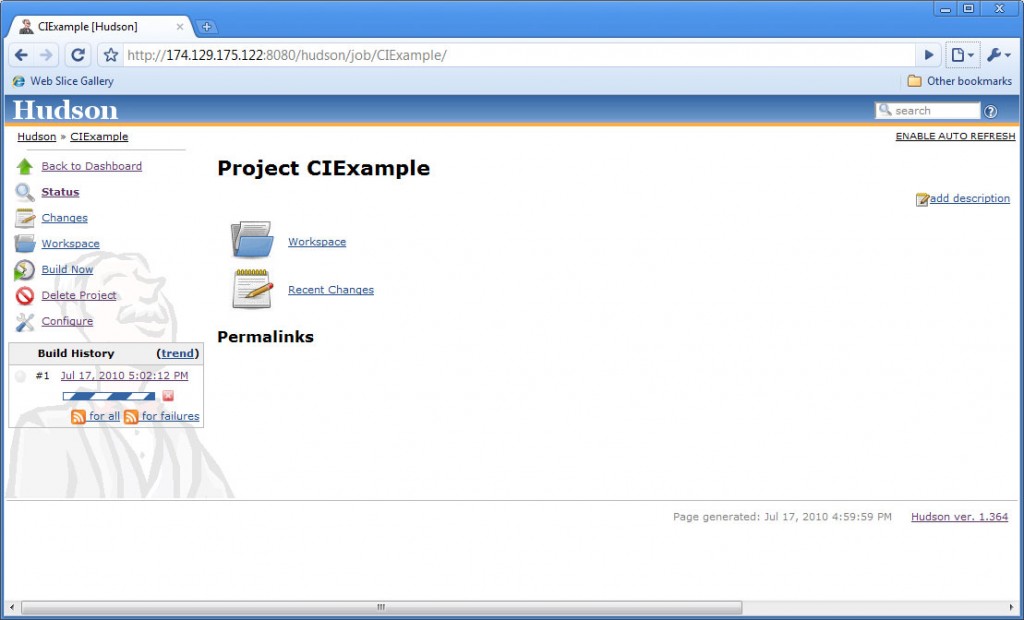 CIExample [Hudson]
http://174.129.175.122:8080/hudson/job/CIExample/
Web Slice Gallery
Other bookmarks
Hudson
search
Hudson » CIExample
ENABLE AUTO REFRESH
Back to Dashboard
Status
Changes
Workspace
Build Now
Delete Project
Configure
Build History (trend)
#1 Jul 17, 2010 5:02:12 PM
for all for failures
Project CIExample
add description
Workspace
Recent Changes
Permalinks
Page generated: Jul 17, 2010 4:59:59 PM Hudson ver. 1.364